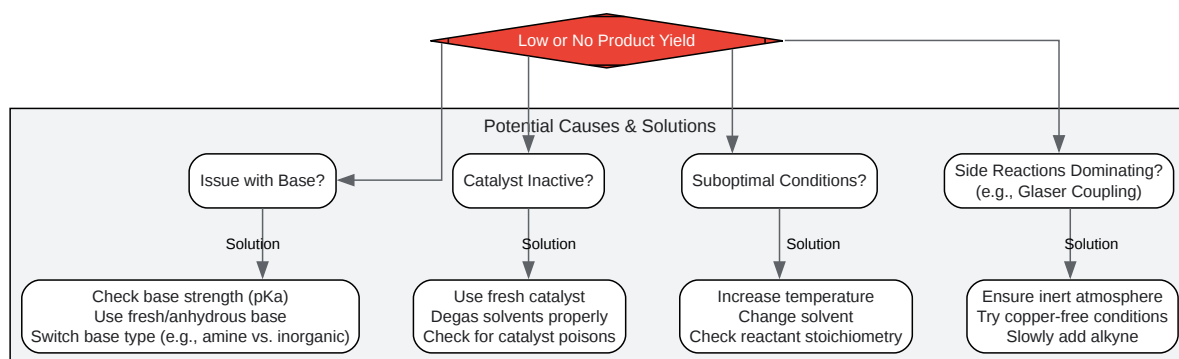 Low or No Product Yield
Potential Causes & Solutions
Issue with Base?
Catalyst Inactive?
Suboptimal Conditions?
Side Reactions Dominating?
(e.g., Glaser Coupling)
Solution
Solution
Solution
Solution
Check base strength (pKa)
Use fresh/anhydrous base
Switch base type (e.g., amine vs. inorganic)
Use fresh catalyst
Degas solvents properly
Check for catalyst poisons
Increase temperature
Change solvent
Check reactant stoichiometry
Ensure inert atmosphere
Try copper-free conditions
Slowly add alkyne